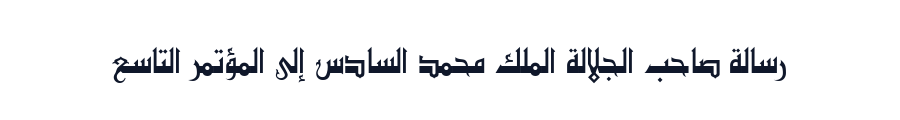 رسالة صاحب الجلالة الملك محمد السادس إلى المؤتمر التاسع